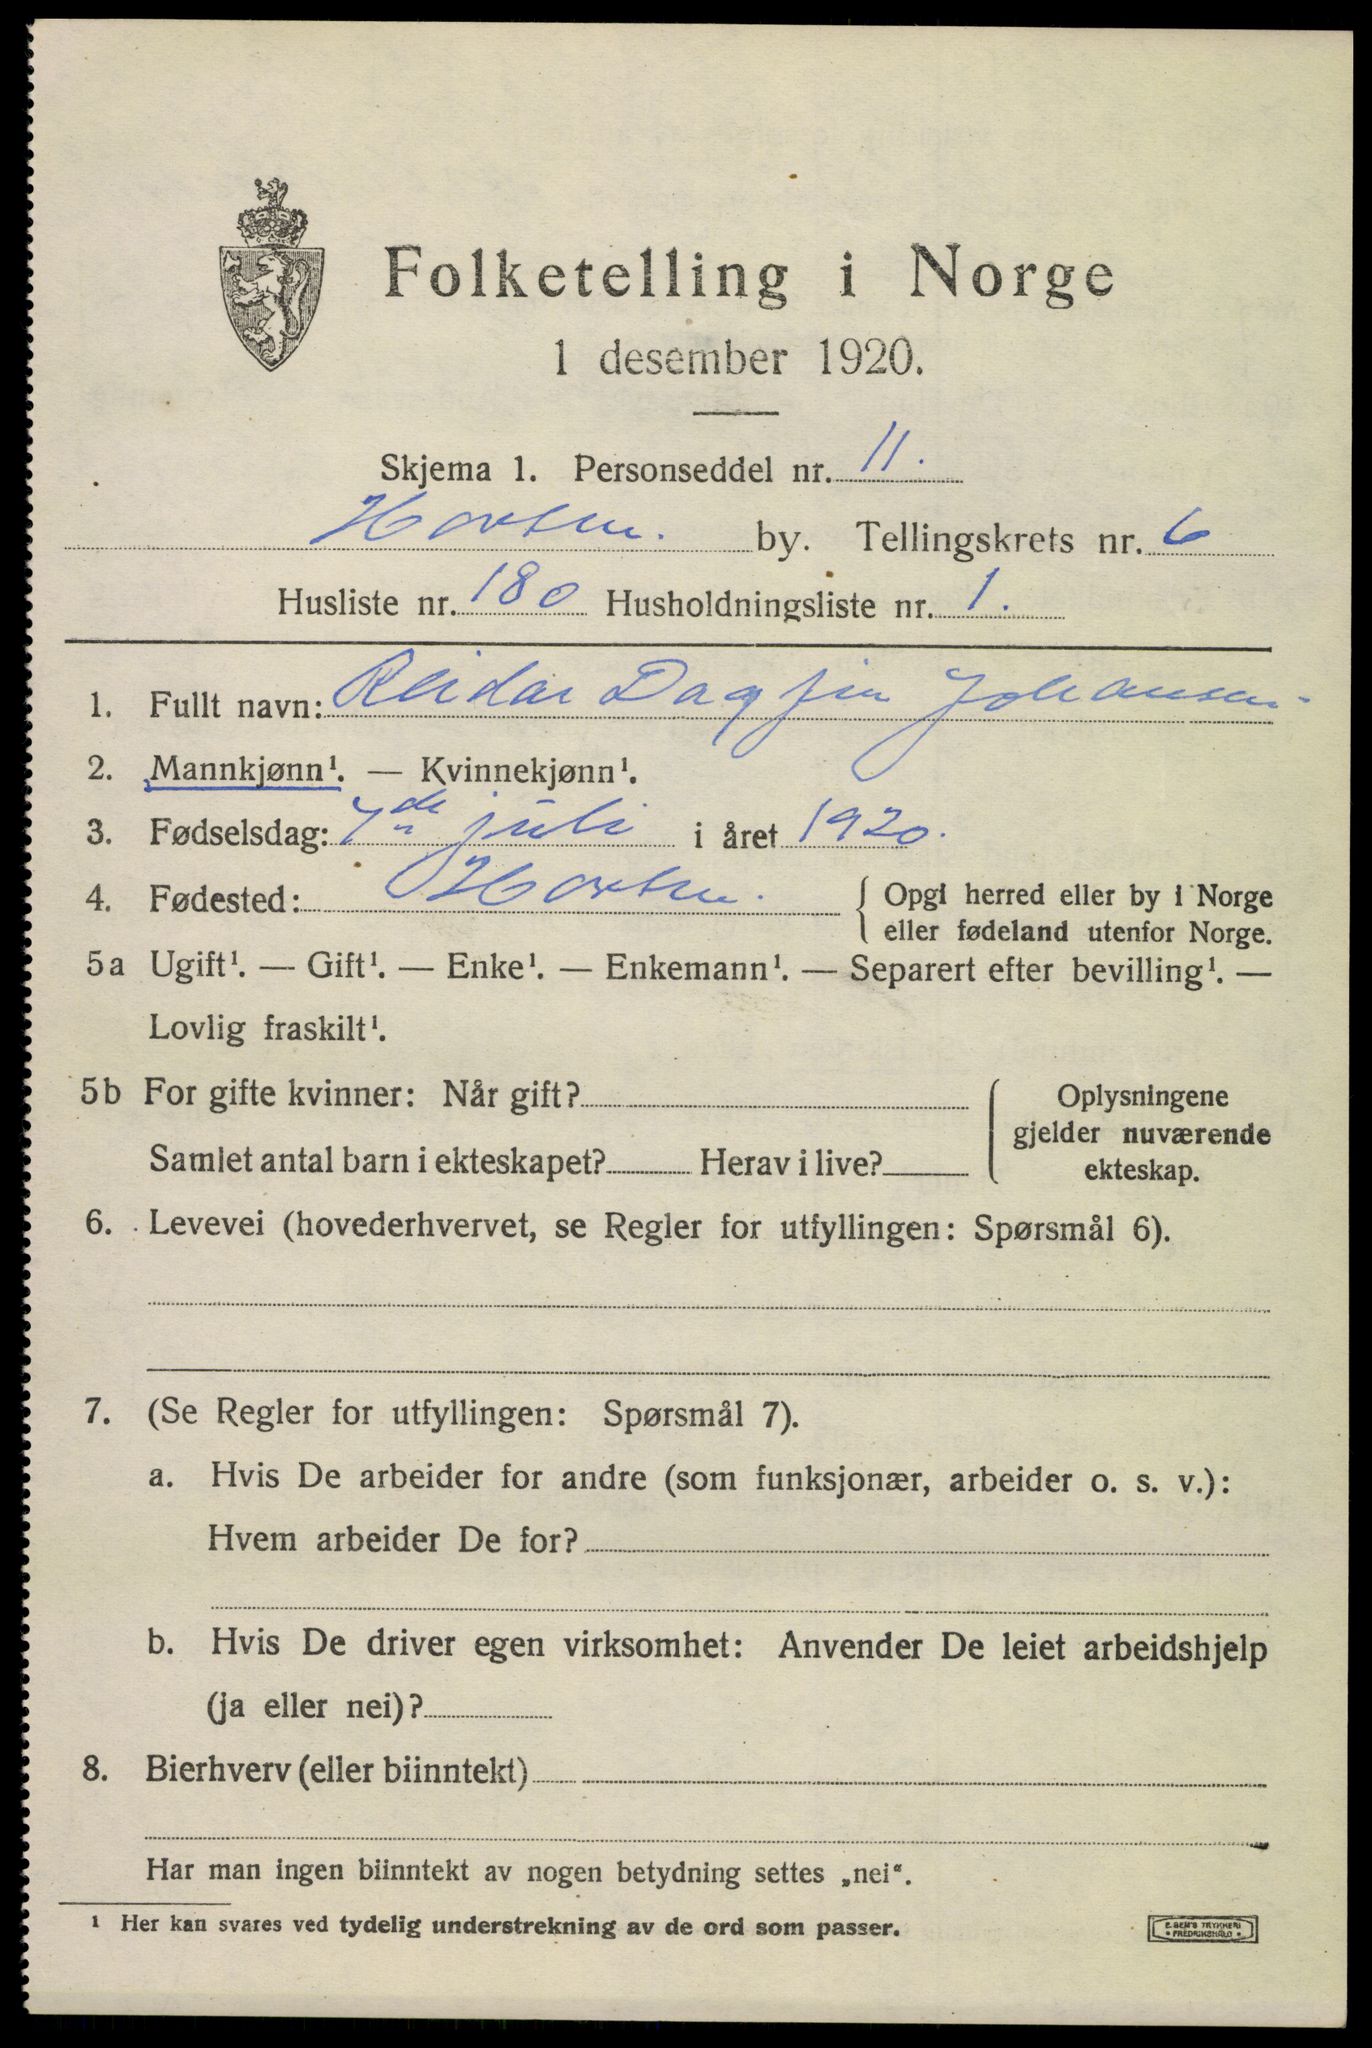 Folketelling i Norge
1 desember 1920.
Skjema 1. Personseddel nr. 11.
Horten. by. Tellingskrets nr. 6
Husliste nr. 180 Husholdningsliste nr. 1.
1. Fullt navn: Reidar Dagfin Johansen
2. Mannkjønn¹. — Kvinnekjønn¹.
3. Fødselsdag: 7de juli i året 1920.
4. Fødested: Horten. { Opgi herred eller by i Norge
eller fødeland utenfor Norge.
5a Ugift¹. — Gift¹. — Enke¹. — Enkemann¹. — Separert efter bevilling¹. —
Lovlig fraskilt¹.
5b For gifte kvinner: Når gift? Oplysningene
gjelder nuværende
Samlet antal barn i ekteskapet? Herav i live? ekteskap.
6. Levevei (hovederhvervet, se Regler for utfyllingen: Spørsmål 6).
7. (Se Regler for utfyllingen: Spørsmål 7).
a. Hvis De arbeider for andre (som funksjonær, arbeider o. s. v.):
Hvem arbeider De for?
b. Hvis De driver egen virksomhet: Anvender De leiet arbeidshjelp
(ja eller nei)?
8. Bierhverv (eller biinntekt)
Har man ingen biinntekt av nogen betydning settes „nei“.
¹ Her kan svares ved tydelig understrekning av de ord som passer.
E. SEM'S TRYKKERI
• FREDRIKSHALD •